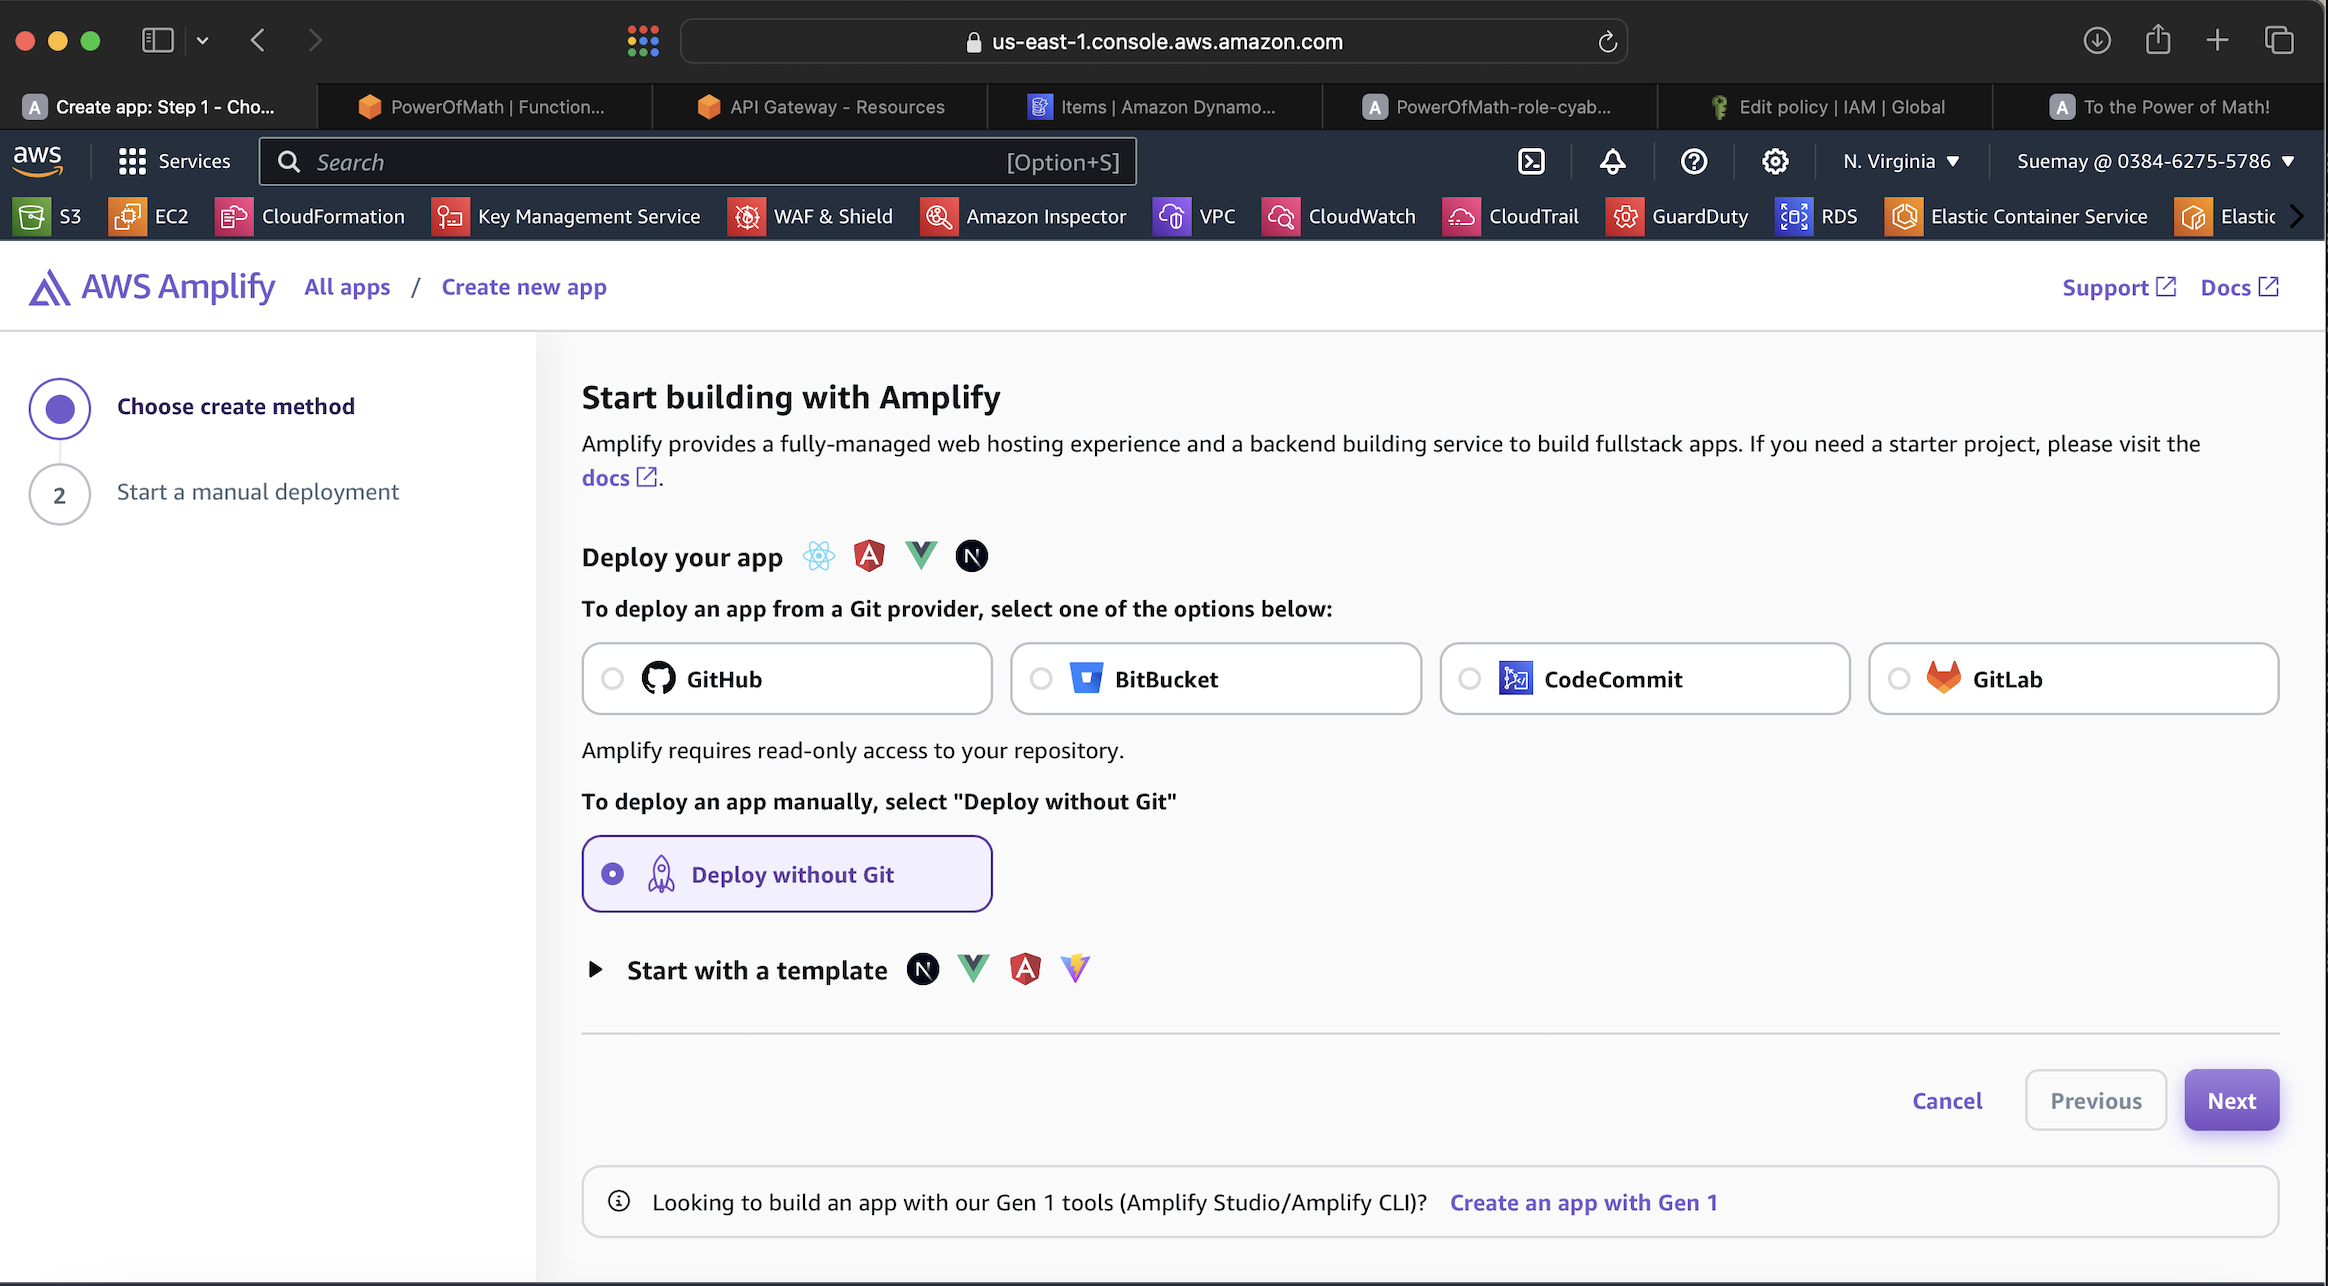 us-east-1.console.aws.amazon.com
A Create app: Step 1 - Cho...
PowerOfMath | Function...
API Gateway - Resources
Items | Amazon Dynamo...
A PowerOfMath-role-cyab...
Edit policy | IAM | Global
A To the Power of Math!
aws
Services
Search
[Option+S]
N. Virginia
Suemay @ 0384-6275-5786
S3
EC2
CloudFormation
Key Management Service
WAF & Shield
Amazon Inspector
VPC
CloudWatch
CloudTrail
GuardDuty
RDS
Elastic Container Service
Elastic
AWS Amplify
All apps / Create new app
Support
Docs
Choose create method
2 Start a manual deployment
Start building with Amplify
Amplify provides a fully-managed web hosting experience and a backend building service to build fullstack apps. If you need a starter project, please visit the
docs .
Deploy your app
To deploy an app from a Git provider, select one of the options below:
GitHub
BitBucket
CodeCommit
GitLab
Amplify requires read-only access to your repository.
To deploy an app manually, select "Deploy without Git"
Deploy without Git
Start with a template
Cancel
Previous
Next
Looking to build an app with our Gen 1 tools (Amplify Studio/Amplify CLI)? Create an app with Gen 1